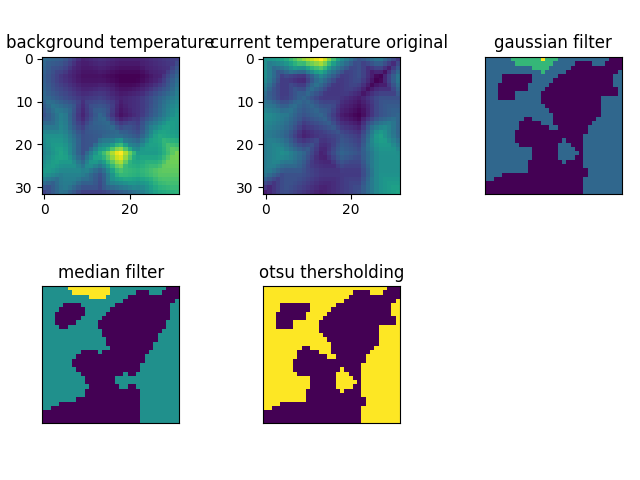 background temperature
current temperature original
gaussian filter
0
10
20
30
0
20
0
10
20
30
0
20
median filter
otsu thersholding